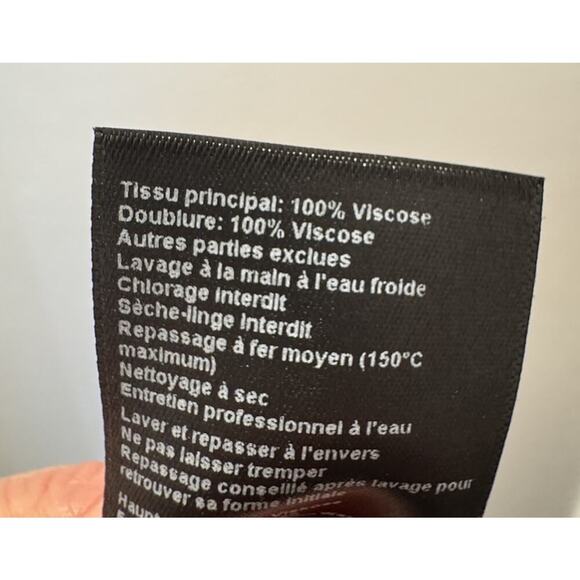 Tissu principal: 100% Viscose
Doublure: 100% Viscose
Autres parties exclues
Lavage à la main à l'eau froide
Chlorage interdit
Sèche-linge interdit
Repassage à fer moyen (150°C
maximum)
Nettoyage à sec
Entretien professionnel à l'eau
Laver et repasser à l'envers
Ne pas laisser tremper
Repassage conseillé après lavage pour
retrouver sa forme initiale
Haupt